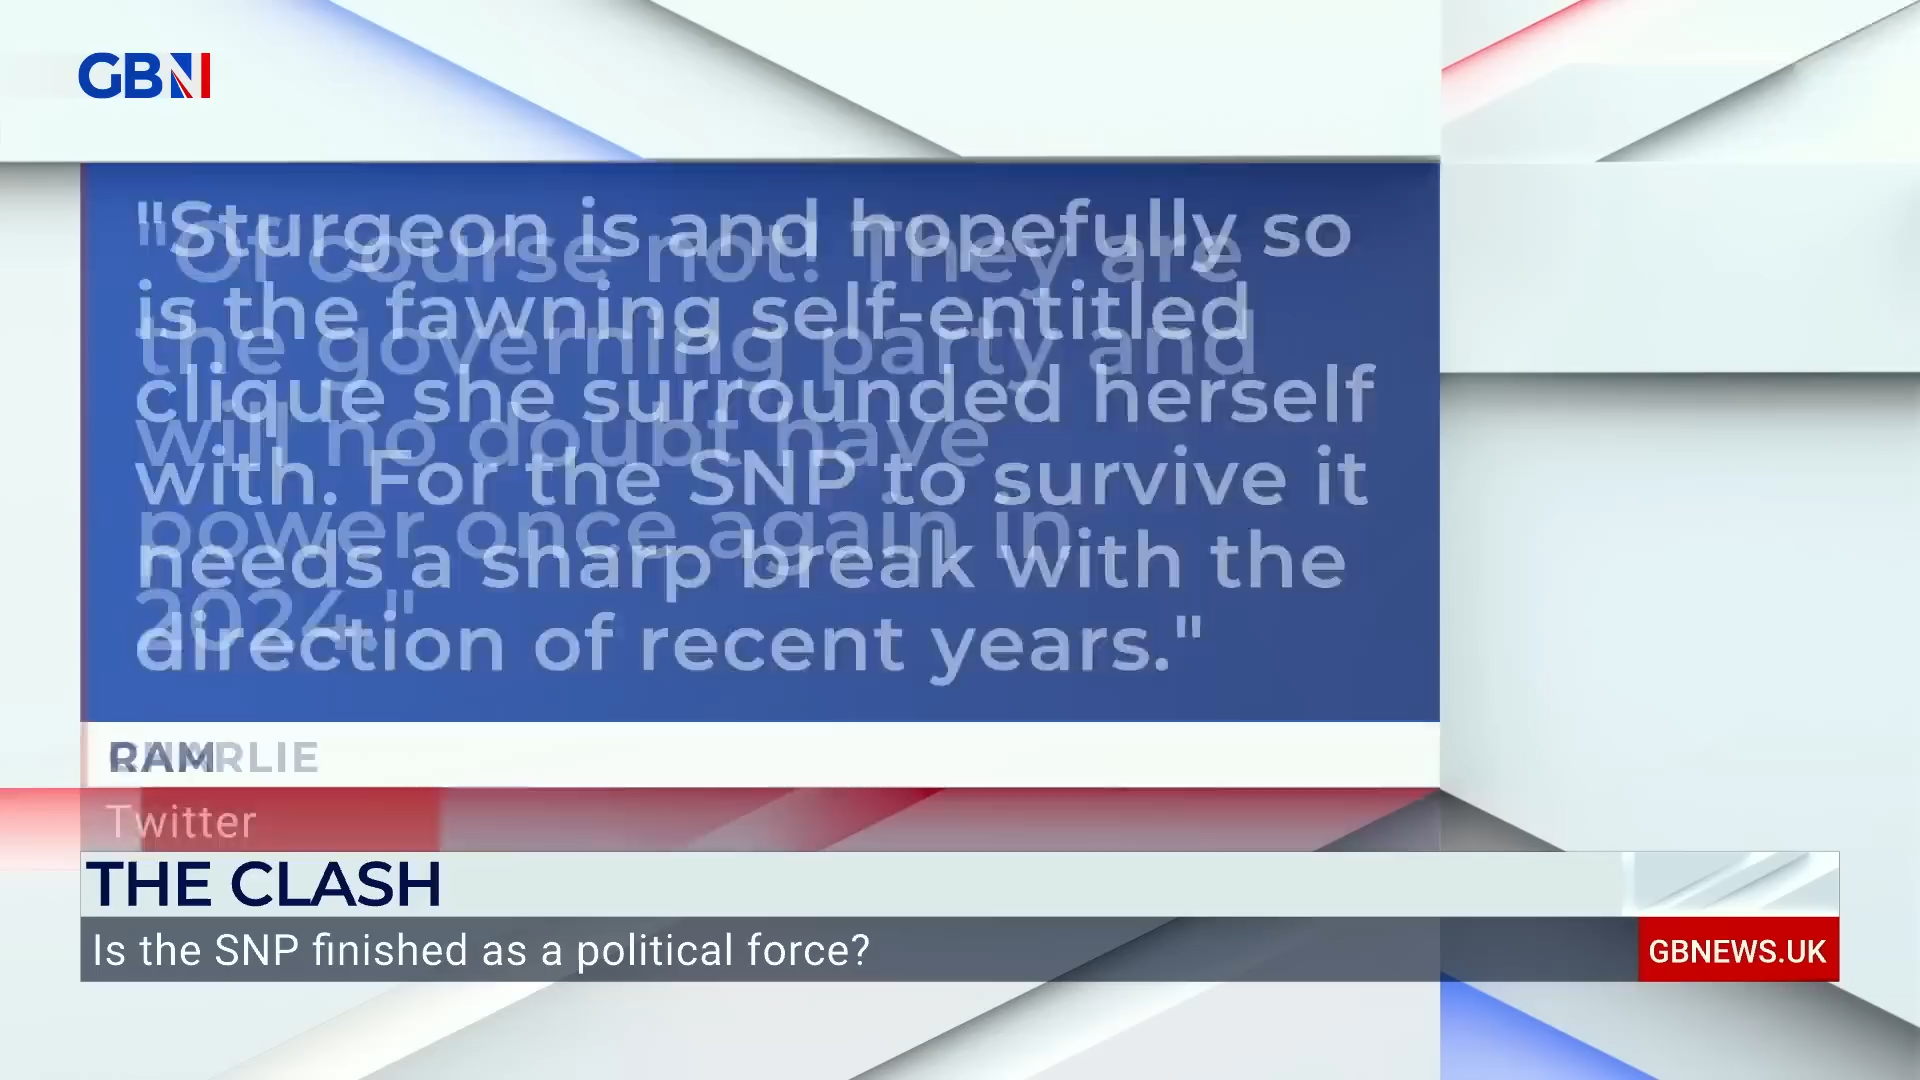 GBN
"Sturgeon is and hopefully so
is the fawning self-entitled
clique she surrounded herself
with. For the SNP to survive it
needs a sharp break with the
direction of recent years."
"Of course not! They are
the governing party and
will no doubt have
power once again in
2024."
RAM
CHARLIE
Twitter
THE CLASH
Is the SNP finished as a political force?
GBNEWS.UK